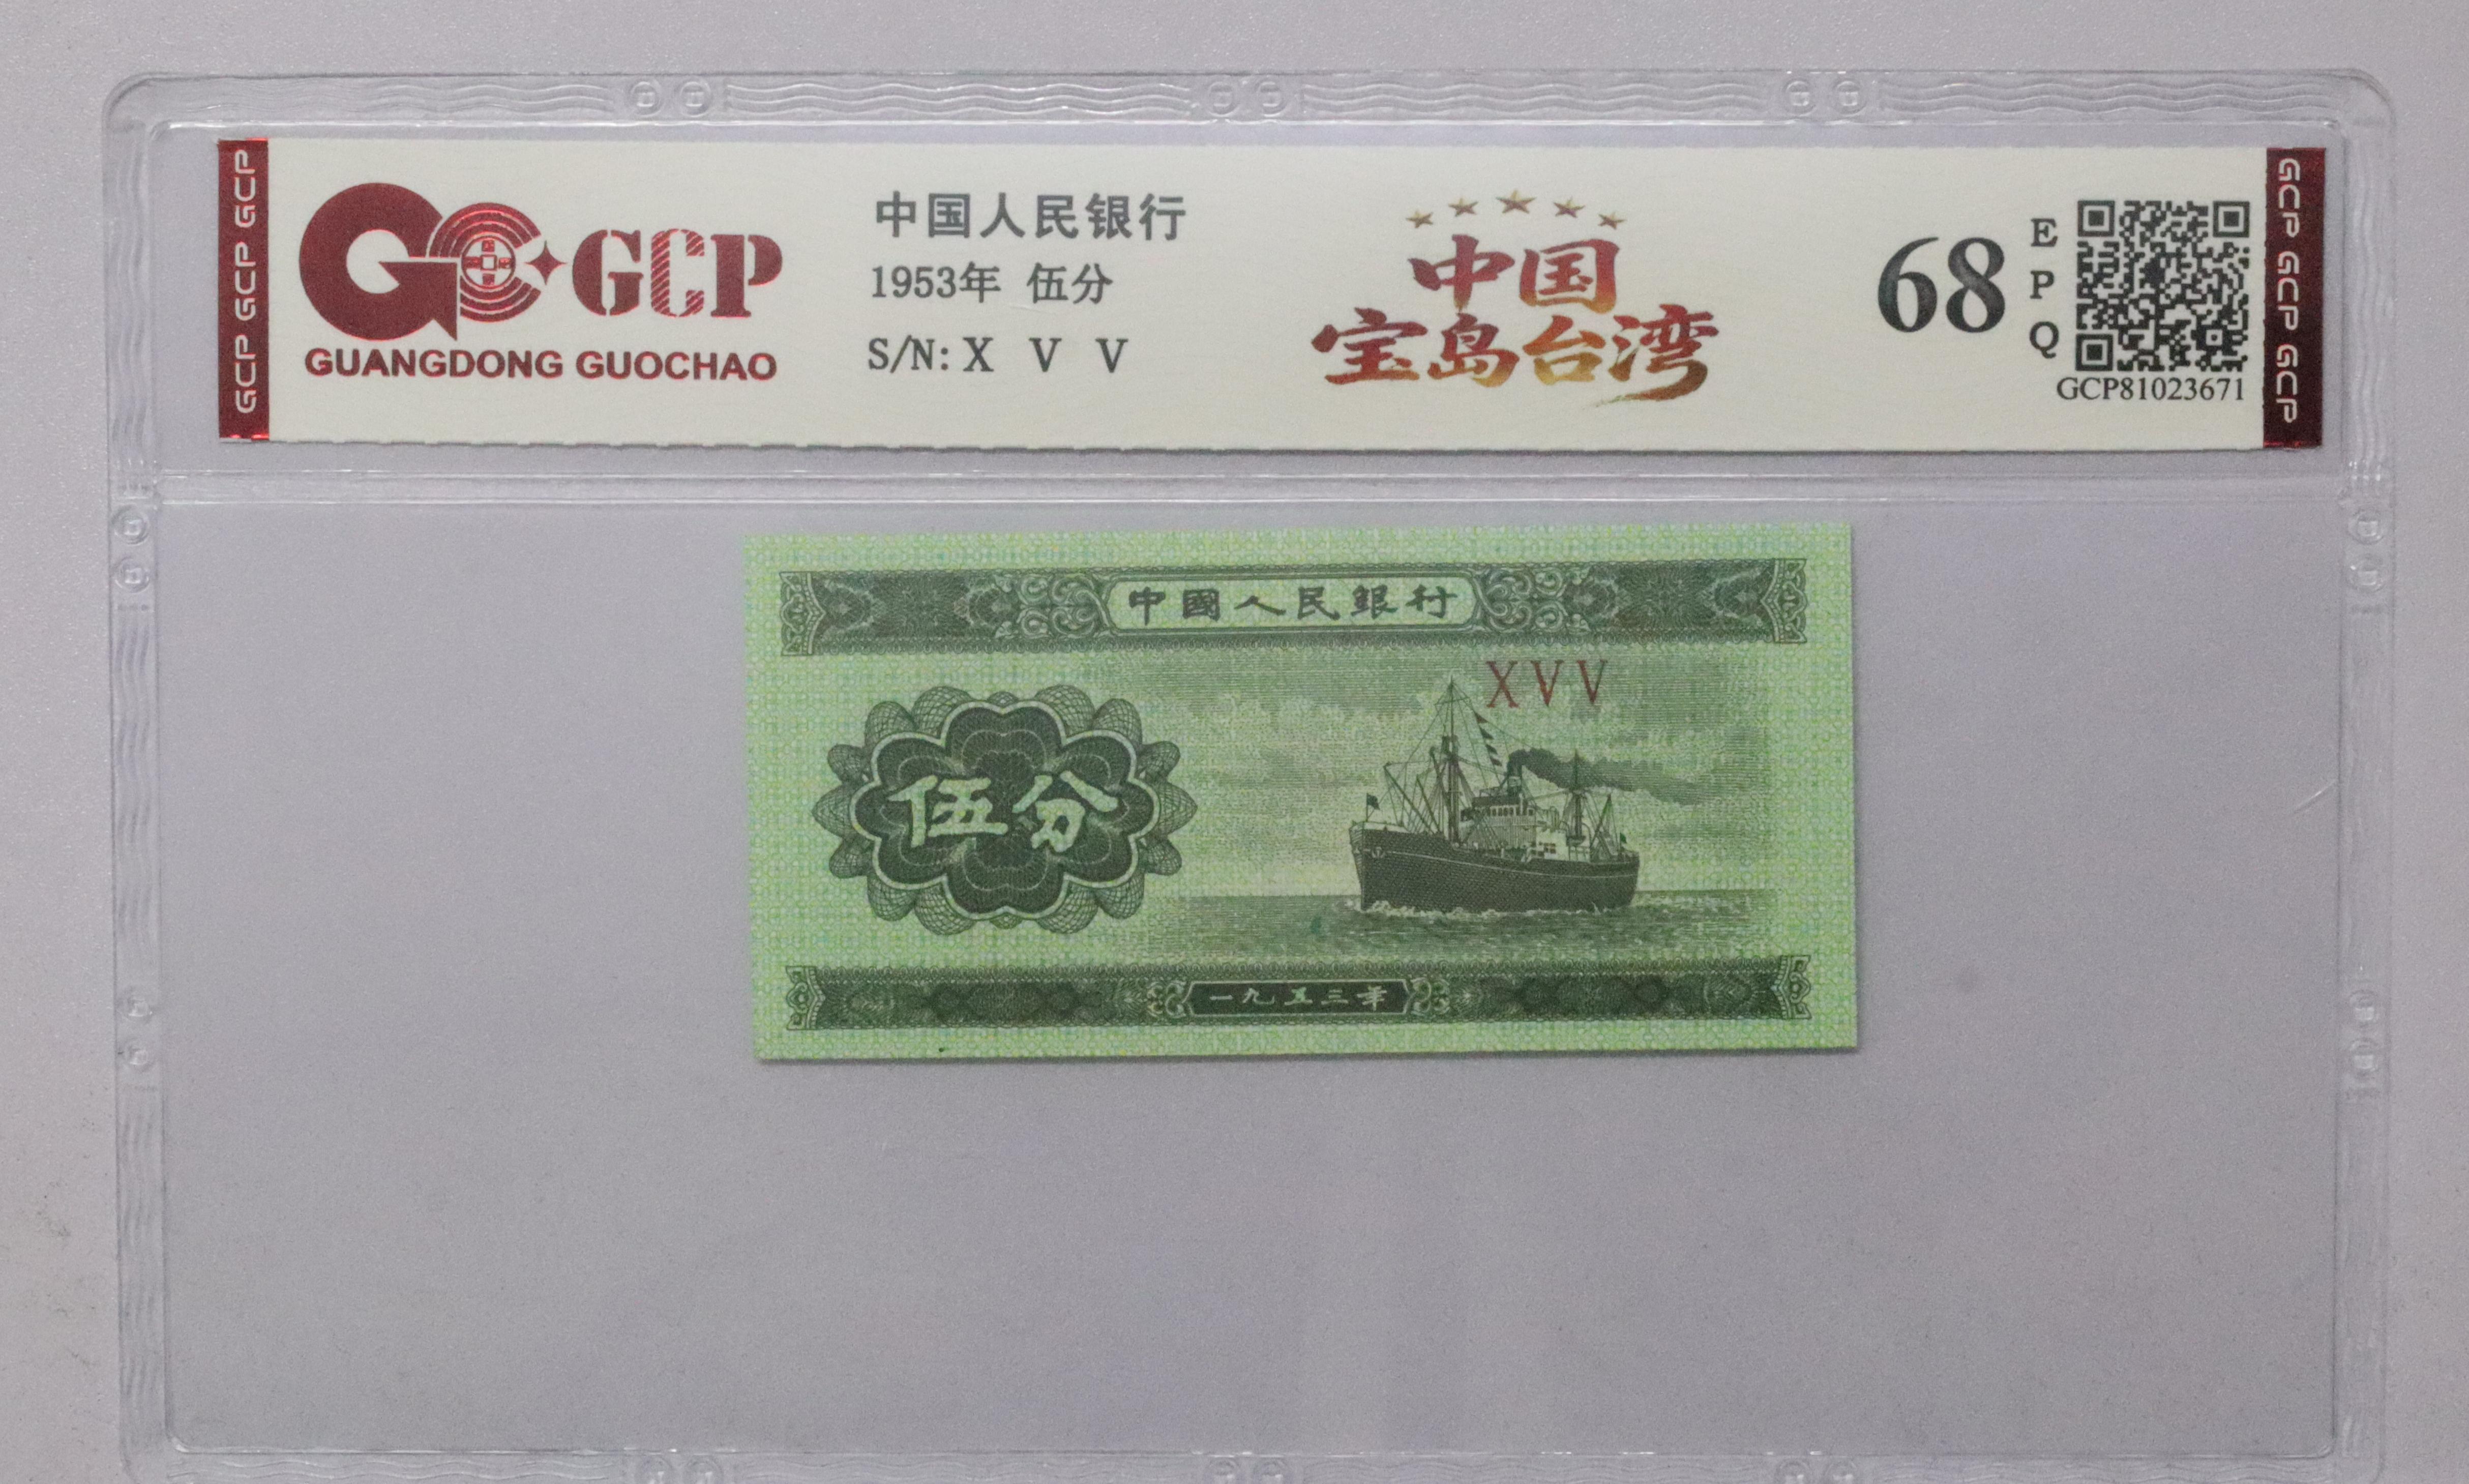 GCP GCP GCP
GCP
GUANGDONG GUOCHAO
中国人民银行
1953年 伍分
S/N: X V V
中国
宝岛台湾
68
E
P
Q
GCP81023671
GCP GCP GCP
中國人民銀行
XVV
伍分
一九五三年